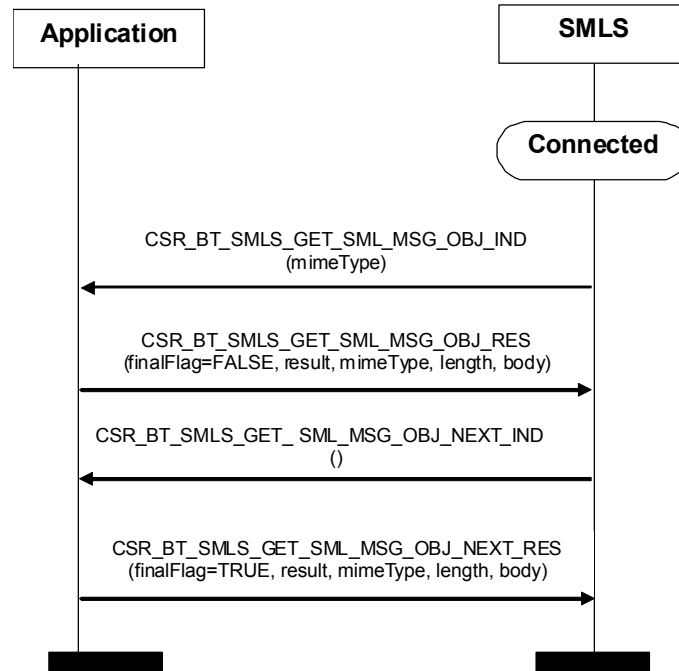 Application
SMLS
Connected
CSR_BT_SMLS_GET_SML_MSG_OBJ_IND
(mimeType)
CSR_BT_SMLS_GET_SML_MSG_OBJ_RES
(finalFlag=FALSE, result, mimeType, length, body)
CSR_BT_SMLS_GET_ SML_MSG_OBJ_NEXT_IND
()
CSR_BT_SMLS_GET_SML_MSG_OBJ_NEXT_RES
(finalFlag=TRUE, result, mimeType, length, body)